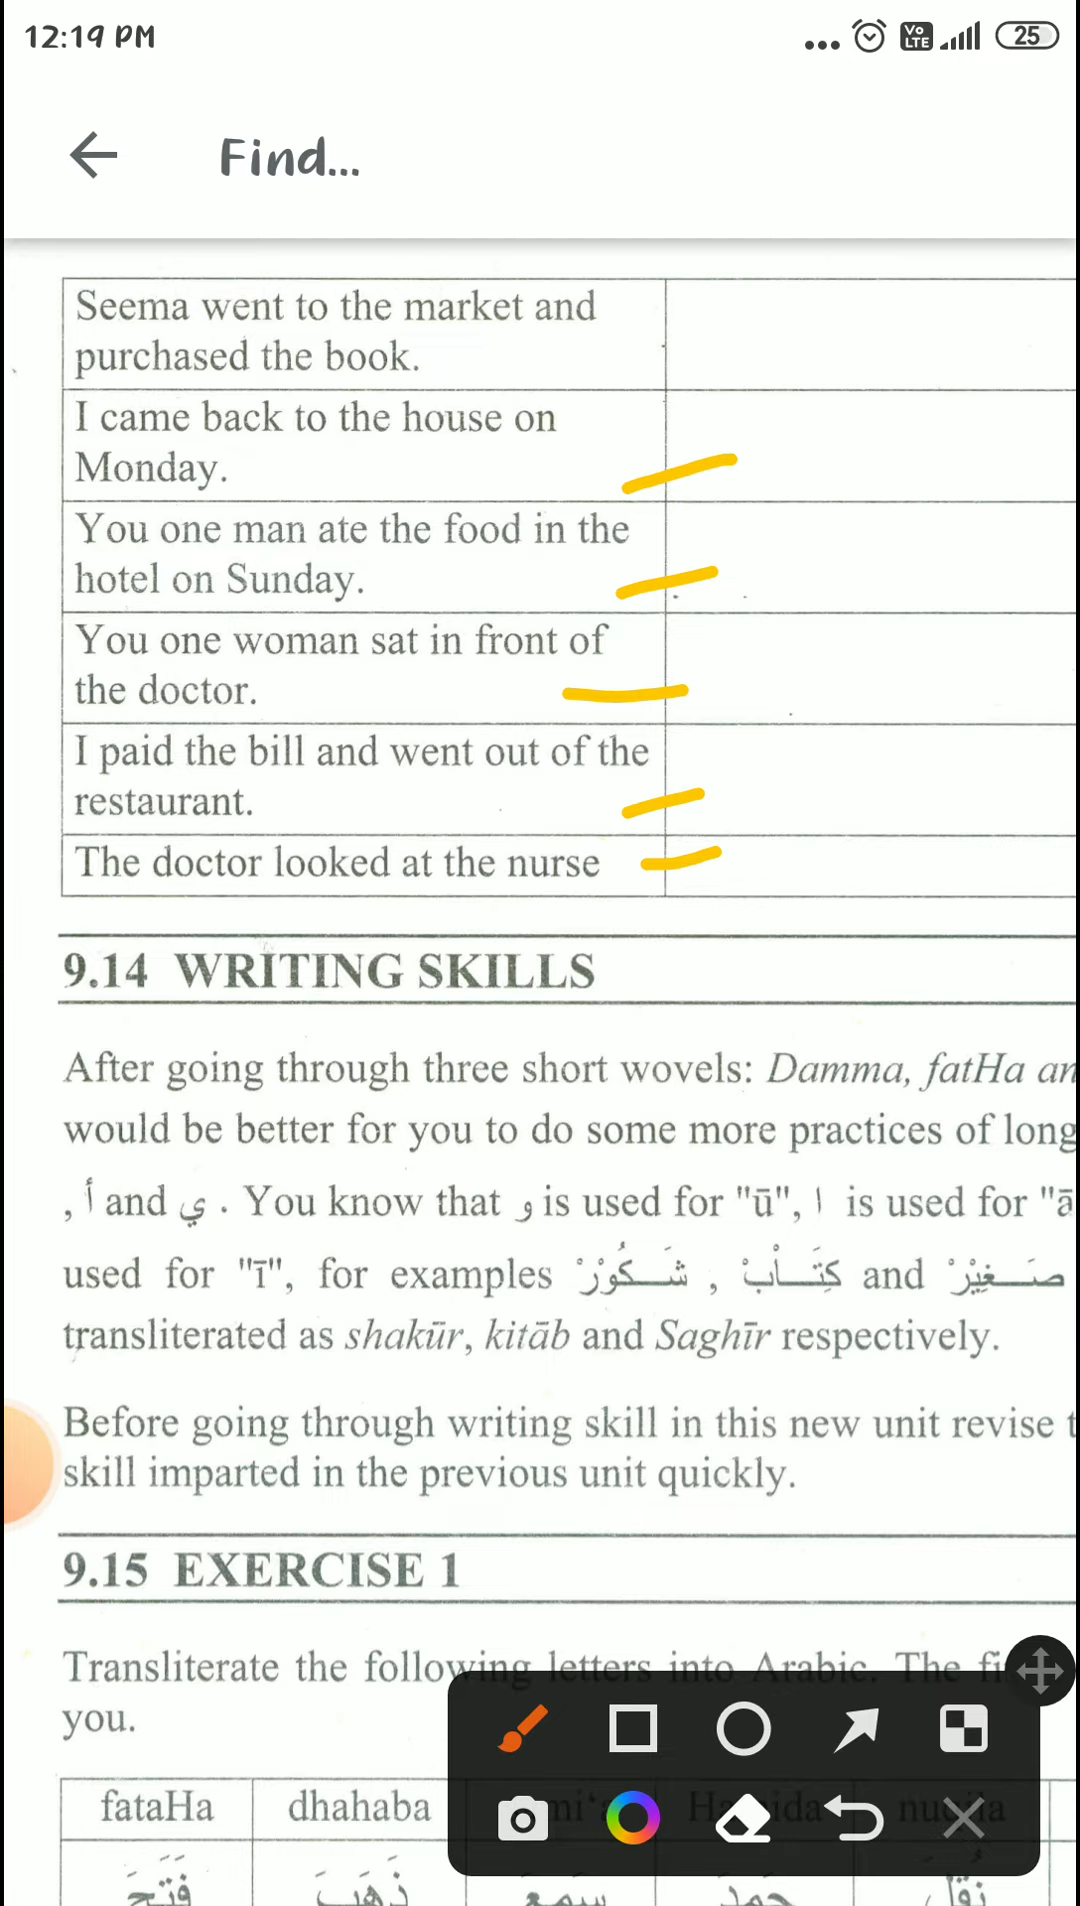 12:19 PM
Vo LTE
25
Find...
Seema went to the market and
purchased the book.
I came back to the house on
Monday.
You one man ate the food in the
hotel on Sunday.
You one woman sat in front of
the doctor.
I paid the bill and went out of the
restaurant.
The doctor looked at the nurse
9.14 WRITING SKILLS
After going through three short wovels: Damma, fatHa an
would be better for you to do some more practices of long
, أ and ي . You know that و is used for "ū", ا is used for "ā
used for "ī", for examples شَـكُوْرْ , كِتَـاْبْ and صَـغِيْرْ
transliterated as shakūr, kitāb and Saghīr respectively.
Before going through writing skill in this new unit revise t
skill imparted in the previous unit quickly.
9.15 EXERCISE 1
Transliterate the following letters into Arabic. The fi
you.
fataHa dhahaba
فَتَحَ ذَهَبَ